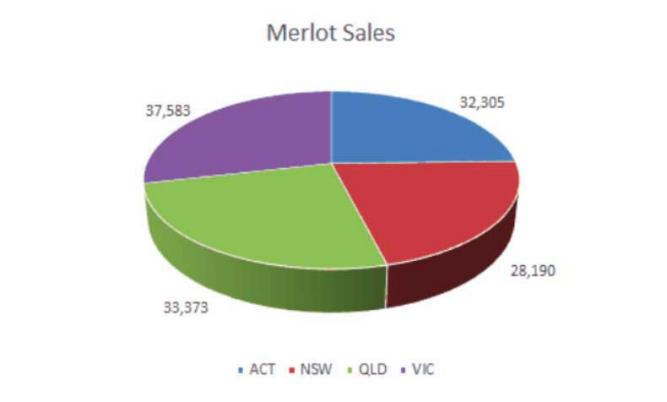 Merlot Sales
37,583
32,305
28,190
33,373
ACT NSW QLD VIC